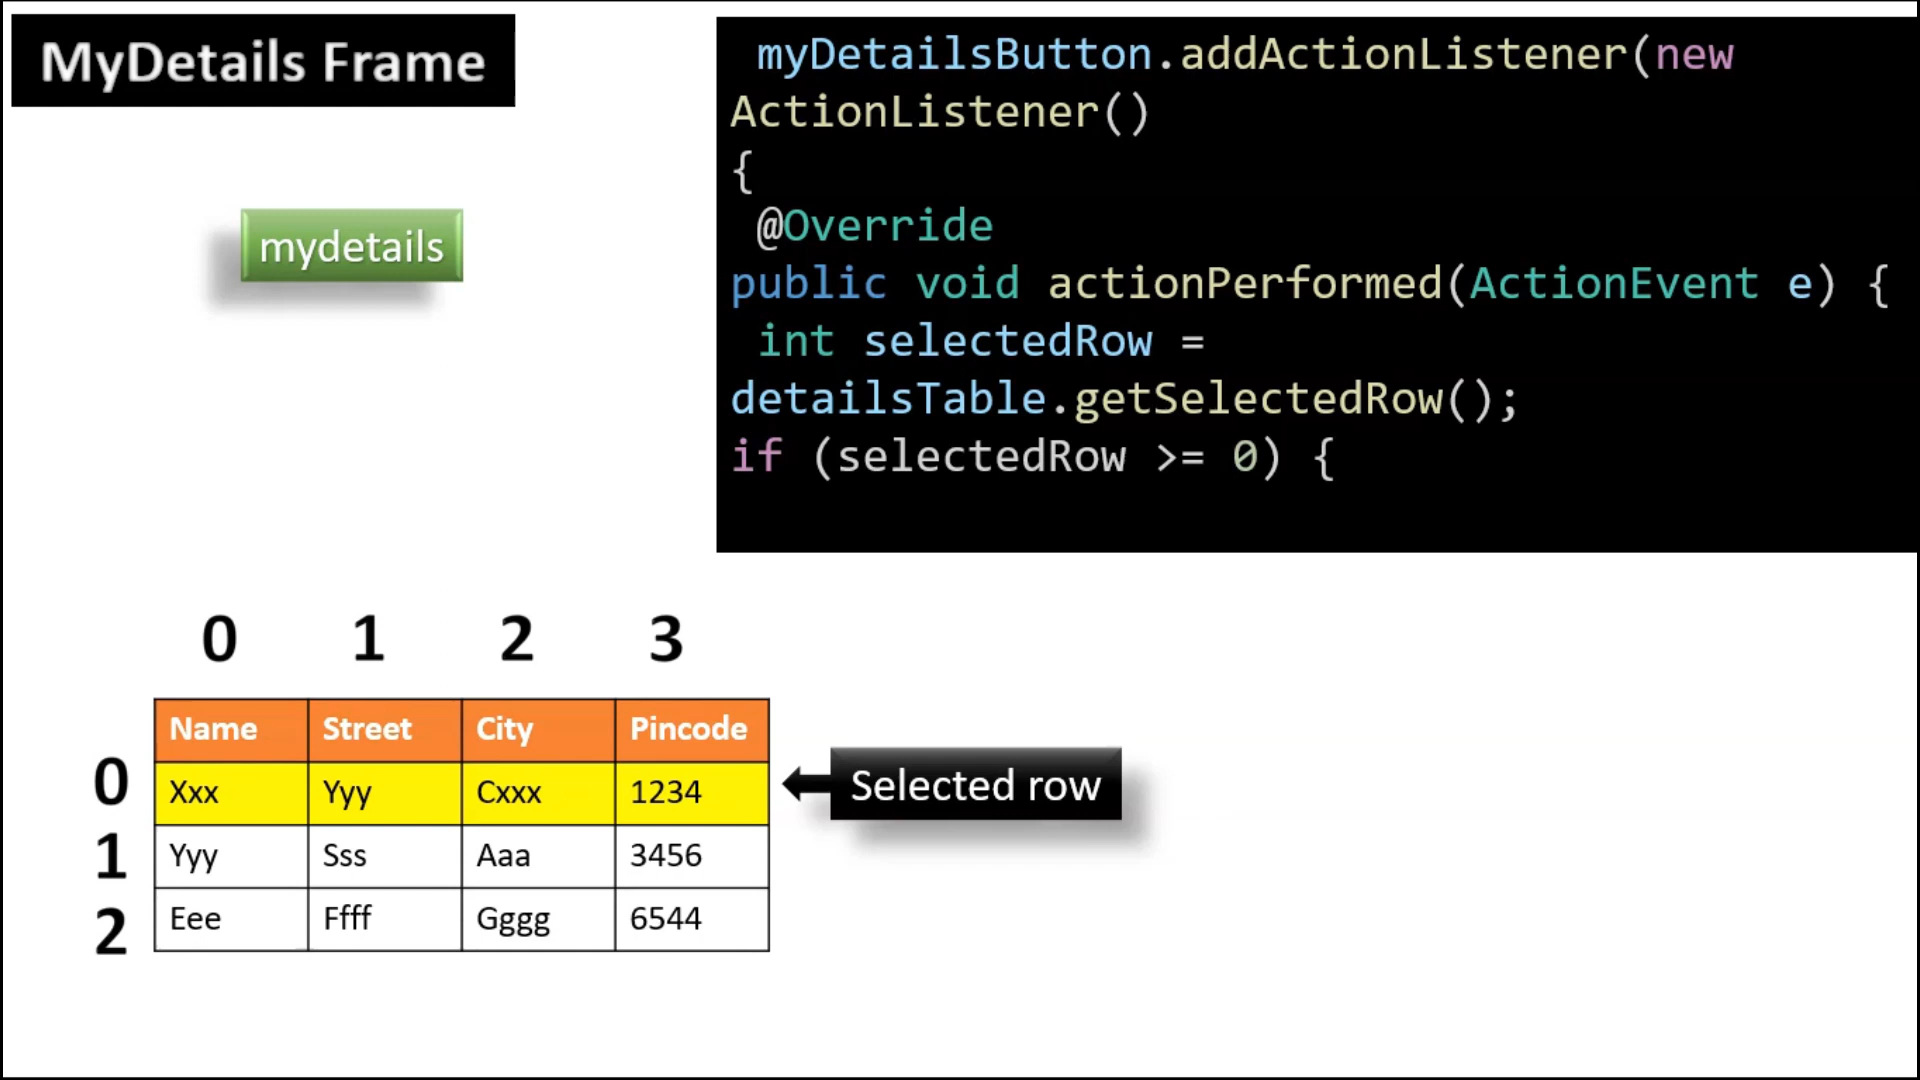 MyDetails Frame
myDetailsButton.addActionListener(new
ActionListener()
{
@Override
public void actionPerformed(ActionEvent e) {
int selectedRow =
detailsTable.getSelectedRow();
if (selectedRow >= 0) {
mydetails
0 1 2 3
Name Street City Pincode
0 Xxx Yyy Cxxx 1234
Selected row
1 Yyy Sss Aaa 3456
2 Eee Ffff Gggg 6544